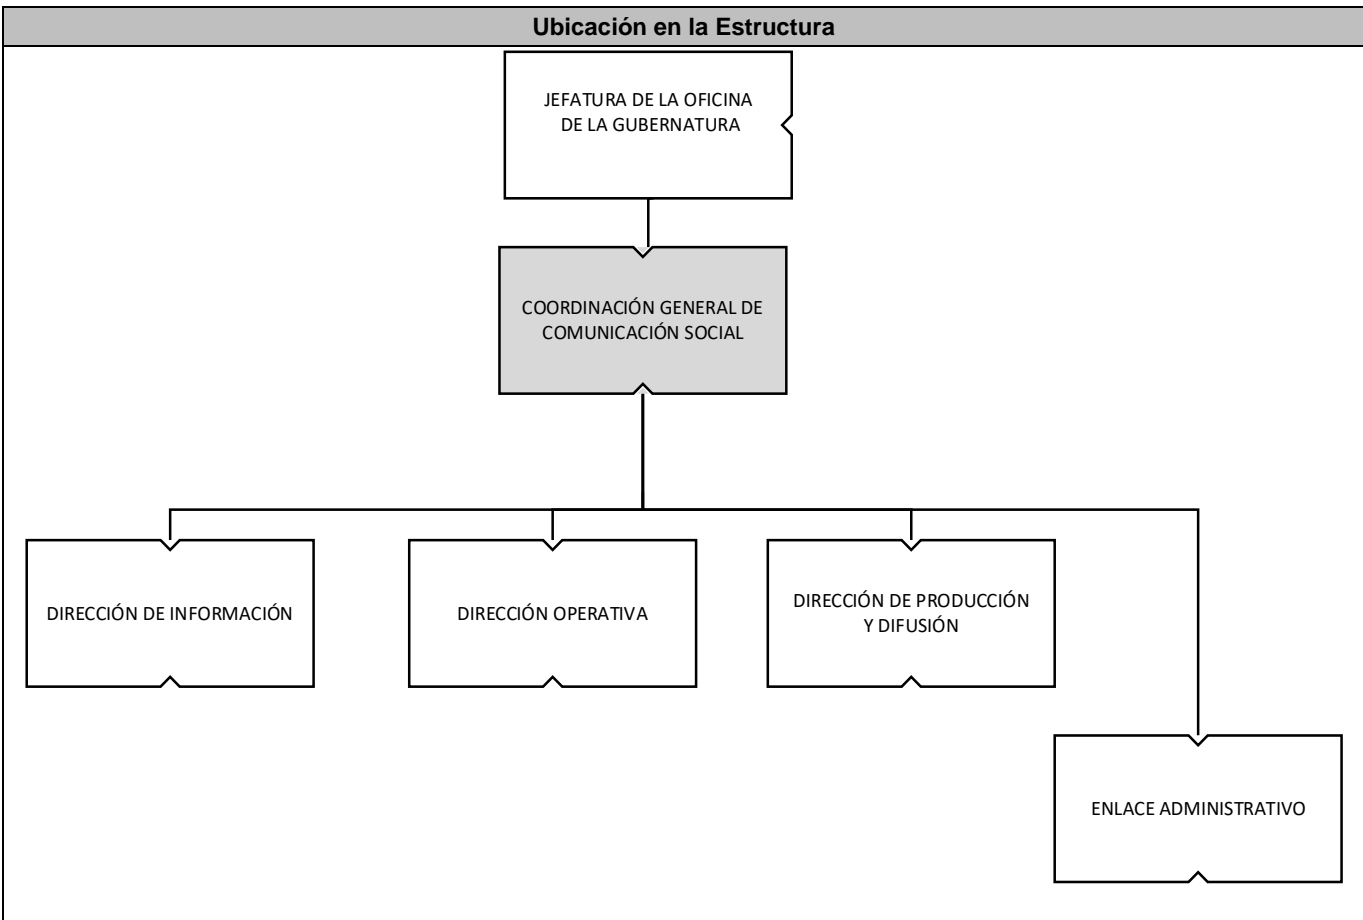 Ubicación en la Estructura
JEFATURA DE LA OFICINA
DE LA GUBERNATURA
COORDINACIÓN GENERAL DE
COMUNICACIÓN SOCIAL
DIRECCIÓN DE INFORMACIÓN
DIRECCIÓN OPERATIVA
DIRECCIÓN DE PRODUCCIÓN
Y DIFUSIÓN
ENLACE ADMINISTRATIVO